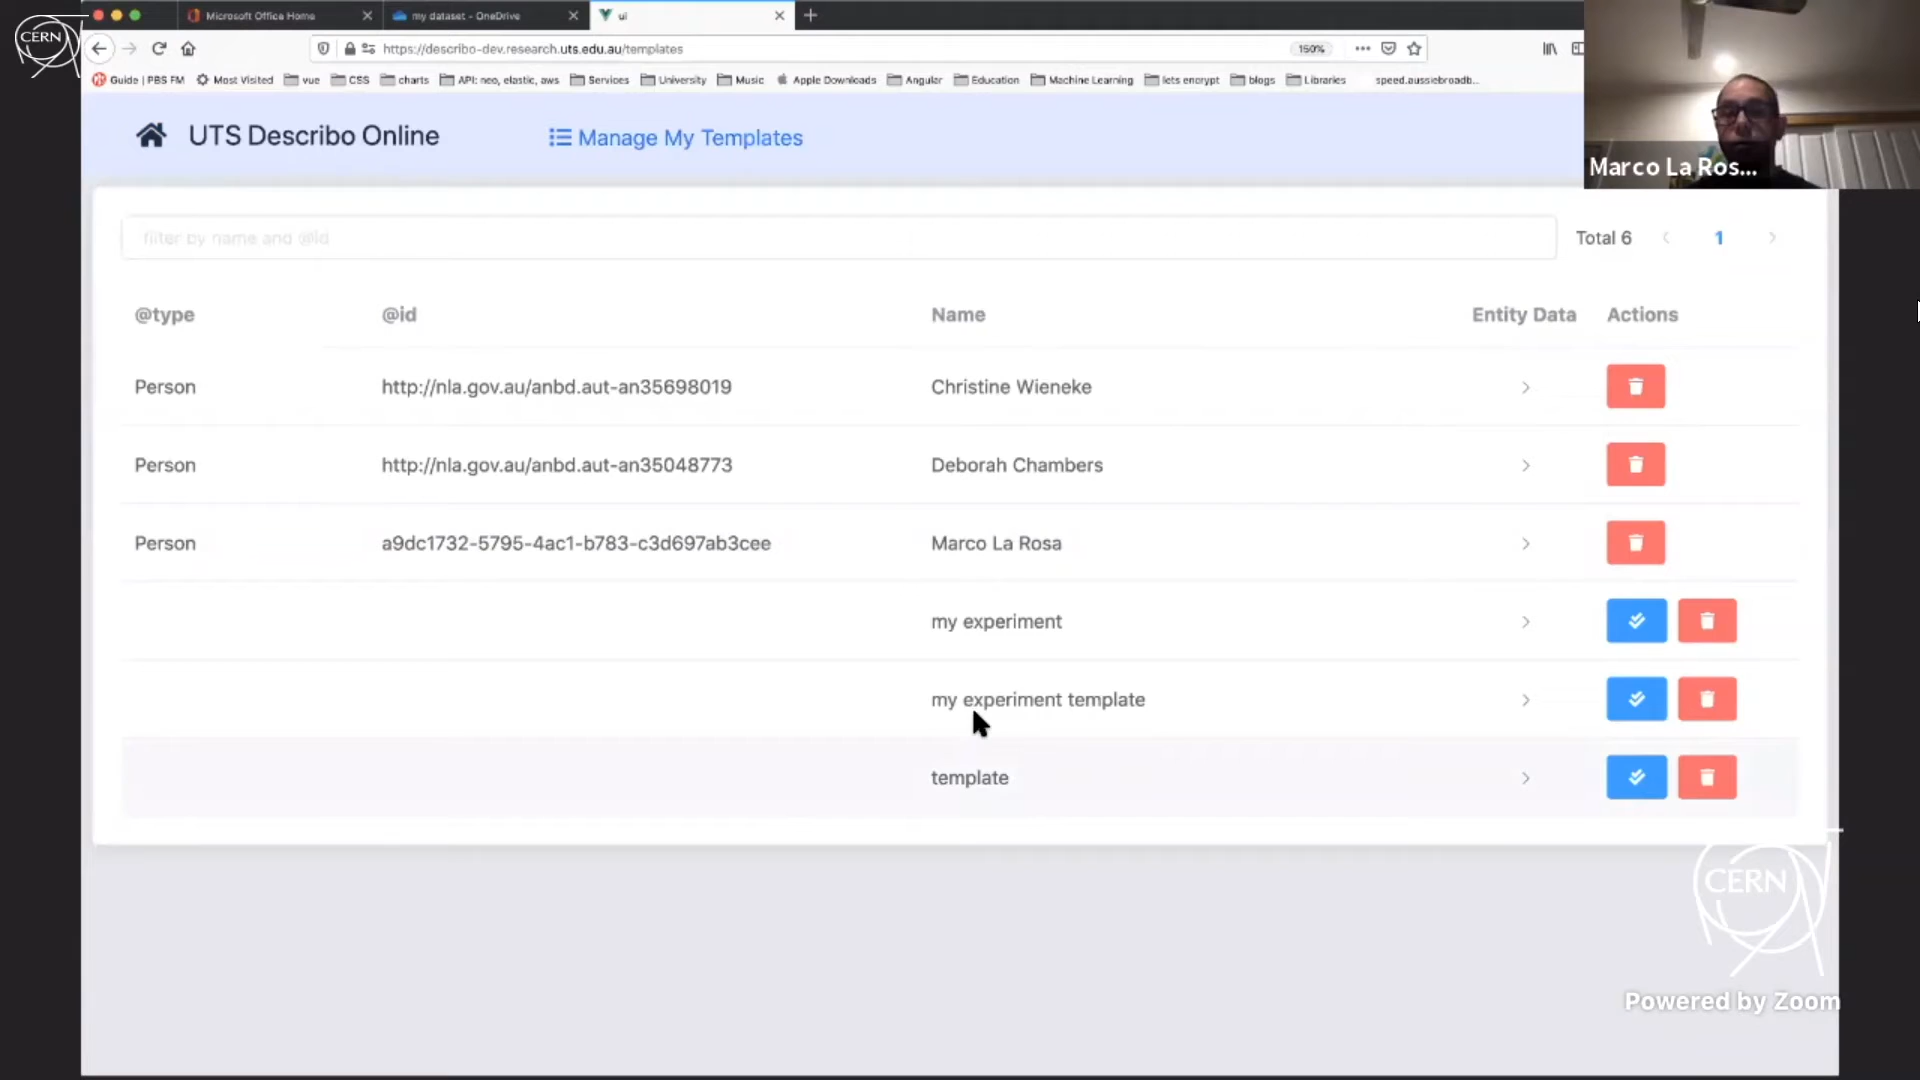 CERN
Microsoft Office Home
my dataset - OneDrive
ui
https://describo-dev.research.uts.edu.au/templates
150%
Guide | PBS FM
Most Visited
vue
CSS
charts
API: neo, elastic, aws
Services
University
Music
Apple Downloads
Angular
Education
Machine Learning
lets encrypt
blogs
Libraries
speed.aussiebroadb...
UTS Describo Online
Manage My Templates
Marco La Ros...
filter by name and @id
Total 6
1
@type @id Name Entity Data Actions
Person http://nla.gov.au/anbd.aut-an35698019 Christine Wieneke
Person http://nla.gov.au/anbd.aut-an35048773 Deborah Chambers
Person a9dc1732-5795-4ac1-b783-c3d697ab3cee Marco La Rosa
my experiment
my experiment template
template
CERN
Powered by Zoom